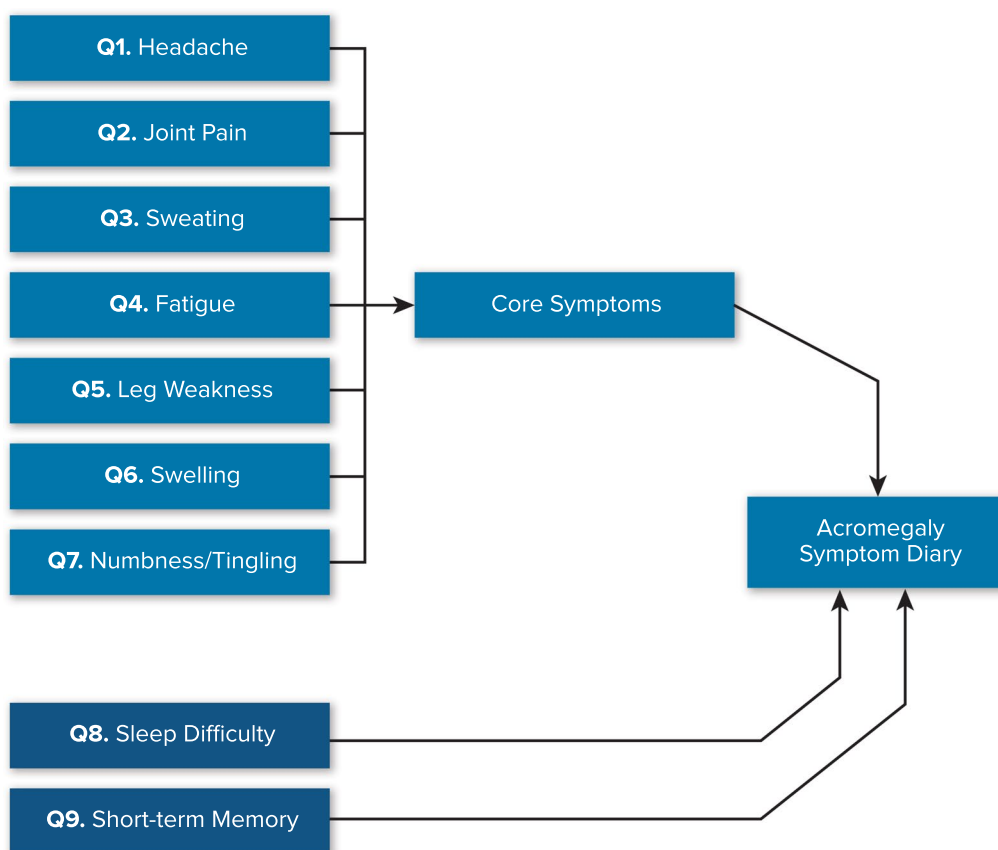 Q1. Headache
Q2. Joint Pain
Q3. Sweating
Q4. Fatigue
Core Symptoms
Q5. Leg Weakness
Q6. Swelling
Q7. Numbness/Tingling
Acromegaly
Symptom Diary
Q8. Sleep Difficulty
Q9. Short-term Memory